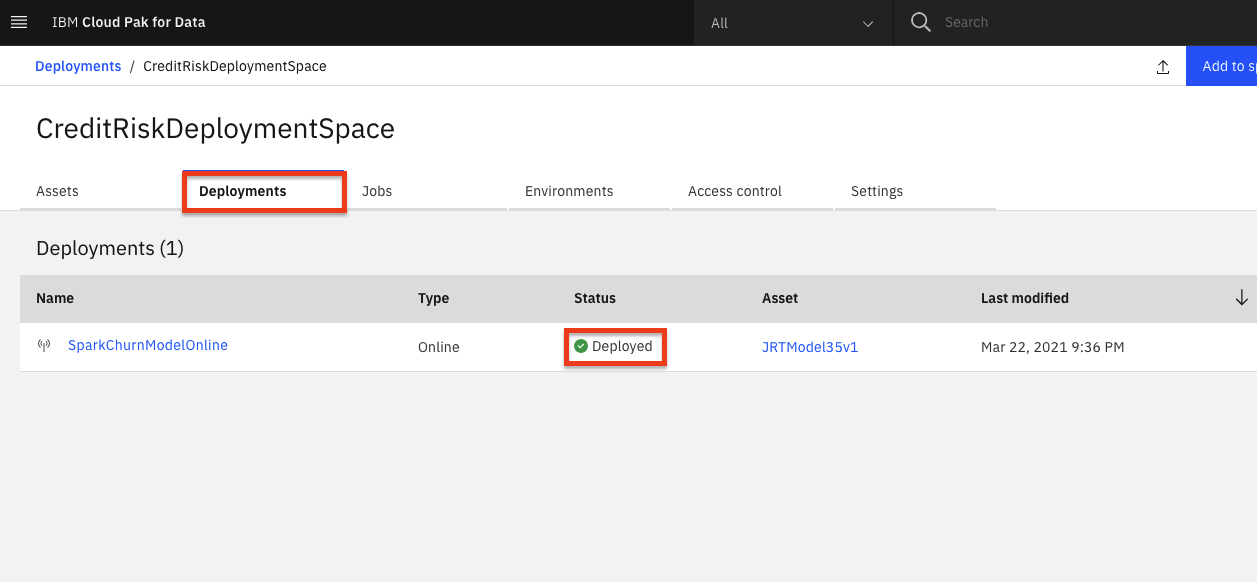 IBM Cloud Pak for Data All Search
Deployments / CreditRiskDeploymentSpace Add to
CreditRiskDeploymentSpace
Assets Deployments Jobs Environments Access control Settings
Deployments (1)
Name Type Status Asset Last modified
SparkChurnModelOnline Online Deployed JRTModel35v1 Mar 22, 2021 9:36 PM